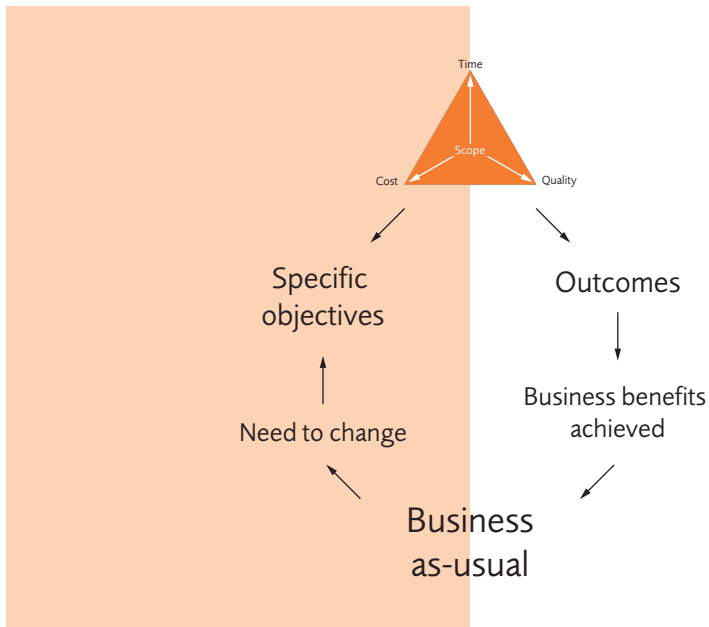 Time
Scope
Cost
Quality
Specific
objectives
Outcomes
Need to change
Business benefits
achieved
Business
as-usual